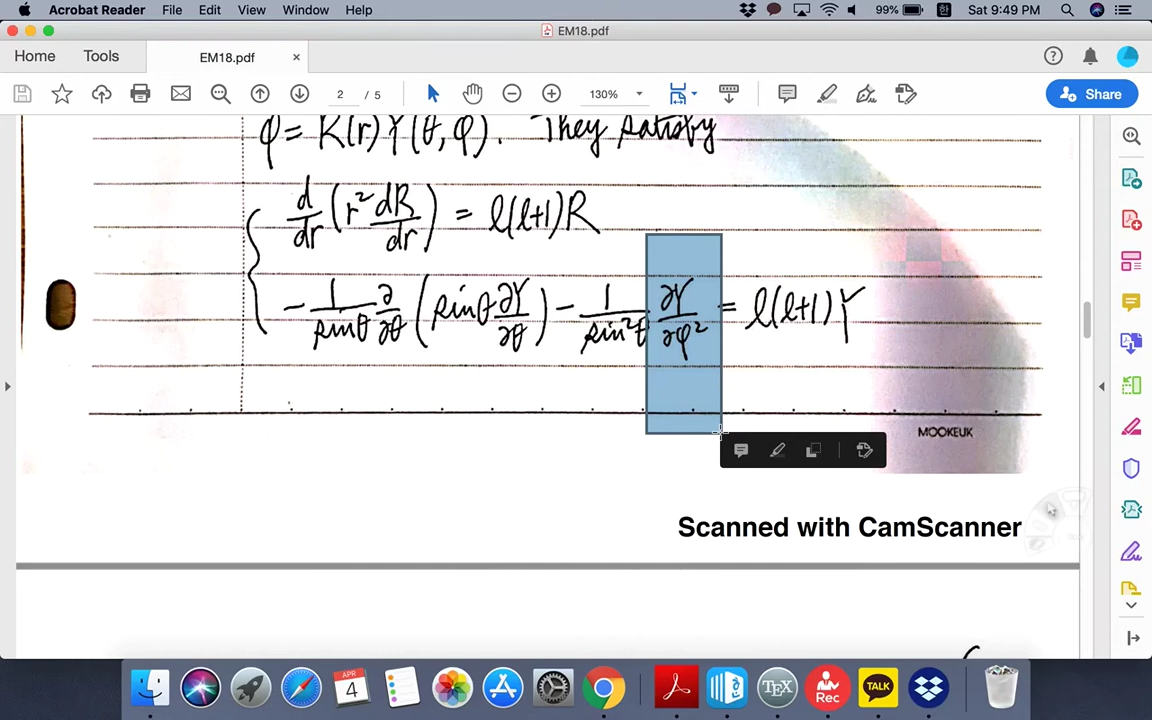 Acrobat Reader File Edit View Window Help 99% Sat 9:49 PM
EM18.pdf
Home Tools EM18.pdf ×
2 / 5 130% Share
φ = R(r)Y(θ, φ). They satisfy
d/dr (r² dR/dr) = l(l+1)R
- 1/sinθ ∂/∂θ (sinθ ∂Y/∂θ) - 1/sin²θ ∂Y/∂φ² = l(l+1)Y
MOOKEUK
Scanned with CamScanner
APR 4 TEX Rec TALK